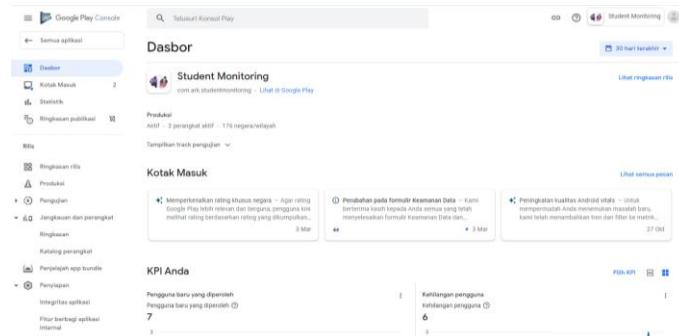 Google Play Console
Telusuri Konsol Play
Student Monitoring
Semua aplikasi
Dasbor
Kotak Masuk 2
Statistik
Ringkasan publikasi
Rilis
Ringkasan rilis
Produksi
Pengujian
Jangkauan dan perangkat
Ringkasan
Katalog perangkat
Penjelajah app bundle
Penyiapan
Integritas aplikasi
Fitur berbagi aplikasi
internal
Dasbor
30 hari terakhir
Student Monitoring
com.ark.studentmonitoring · Lihat di Google Play
Lihat ringkasan rilis
Produksi
Aktif · 3 perangkat aktif · 176 negara/wilayah
Tampilkan track pengujian
Kotak Masuk
Lihat semua pesan
Memperkenalkan rating khusus negara – Agar rating
Google Play lebih relevan dan berguna, pengguna kini
melihat rating berdasarkan rating yang dikumpulkan...
3 Mar
Perubahan pada formulir Keamanan Data – Kami
berterima kasih kepada Anda semua yang telah
menyelesaikan formulir Keamanan Data dan...
3 Mar
Peningkatan kualitas Android vitals – Untuk
mempermudah Anda menemukan masalah baru,
kami telah menambahkan tren dan filter ke metrik...
27 Okt
KPI Anda
Pilih KPI
Pengguna baru yang diperoleh
Pengguna baru yang diperoleh
7
3
Kehilangan pengguna
Kehilangan pengguna
6
3